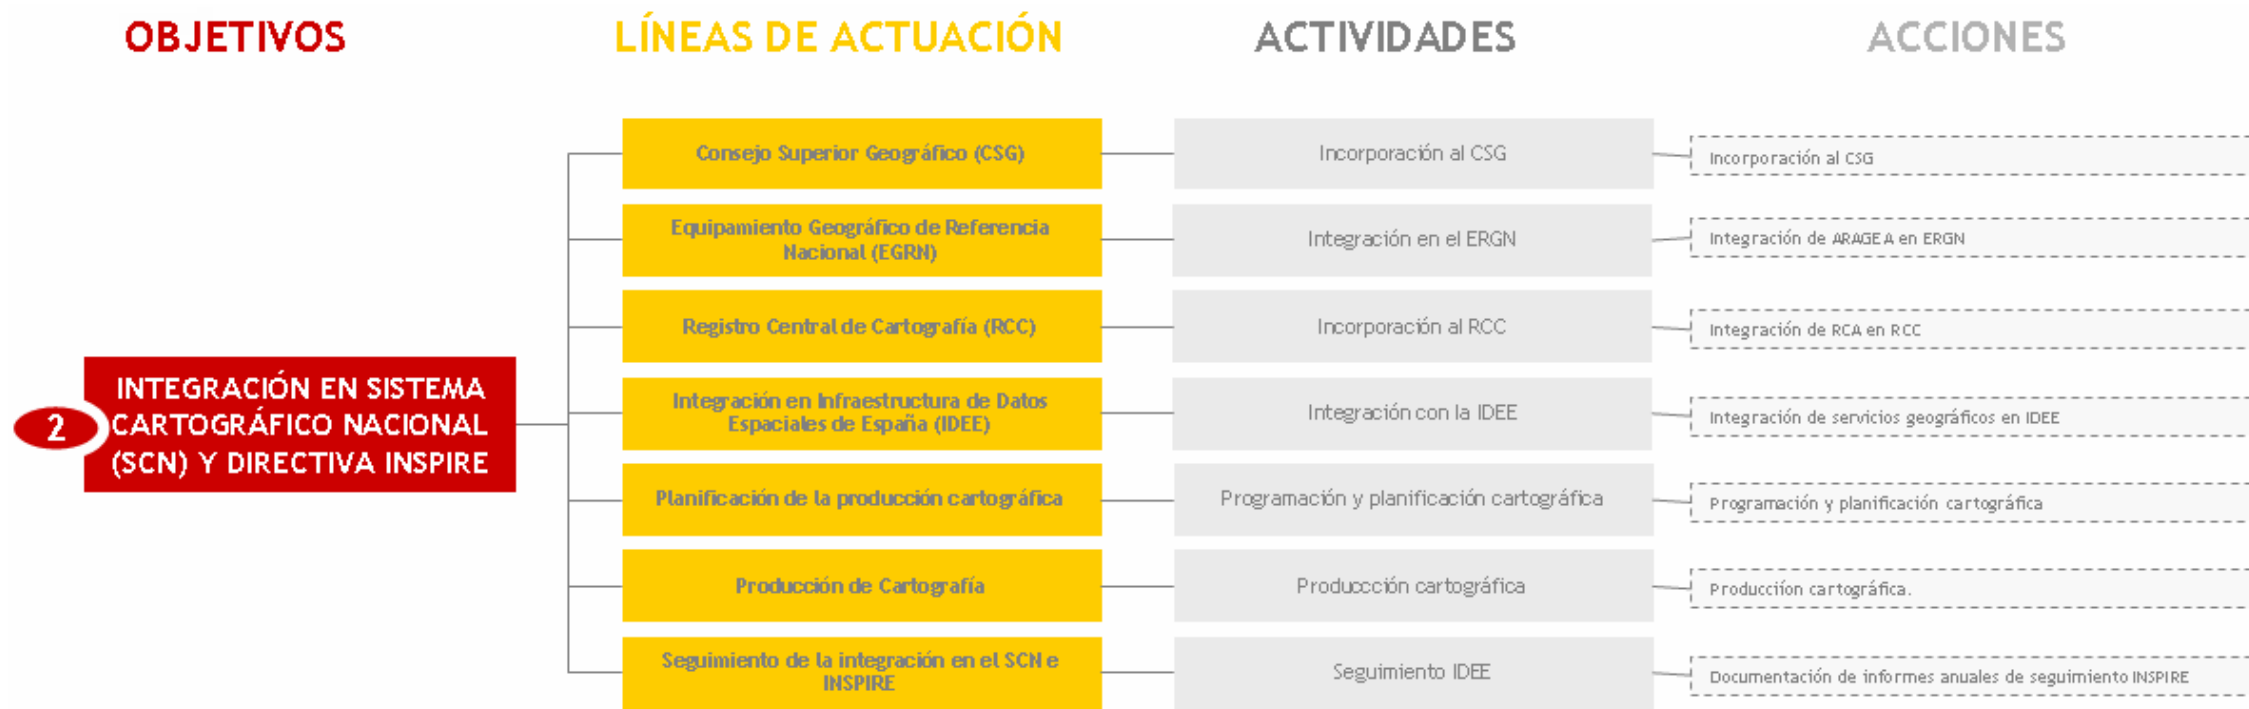 OBJETIVOS
LÍNEAS DE ACTUACIÓN
ACTIVIDADES
ACCIONES
2
INTEGRACIÓN EN SISTEMA
CARTOGRÁFICO NACIONAL
(SCN) Y DIRECTIVA INSPIRE
Consejo Superior Geográfico (CSG)
Incorporación al CSG
Incorporación al CSG
Equipamiento Geográfico de Referencia
Nacional (EGRN)
Integración en el ERGN
Integración de ARAGEA en ERGN
Registro Central de Cartografía (RCC)
Incorporación al RCC
Integración de RCA en RCC
Integración en Infraestructura de Datos
Espaciales de España (IDEE)
Integración con la IDEE
Integración de servicios geográficos en IDEE
Planificación de la producción cartográfica
Programación y planificación cartográfica
Programación y planificación cartográfica
Producción de Cartografía
Produccción cartográfica
Producciíon cartográfica.
Seguimiento de la integración en el SCN e
INSPIRE
Seguimiento IDEE
Documentación de informes anuales de seguimiento INSPIRE